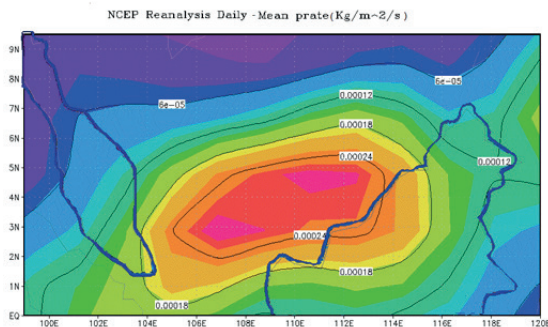 NCEP Reanalysis Daily - Mean prate(Kg/m^2/s)
9N
8N
7N
6N
5N
4N
3N
2N
1N
EQ
6e-05
6e-05
0.00012
0.00018
0.00024
0.00012
0.00024
0.00018
0.00018
100E 102E 104E 106E 108E 110E 112E 114E 116E 118E 120E